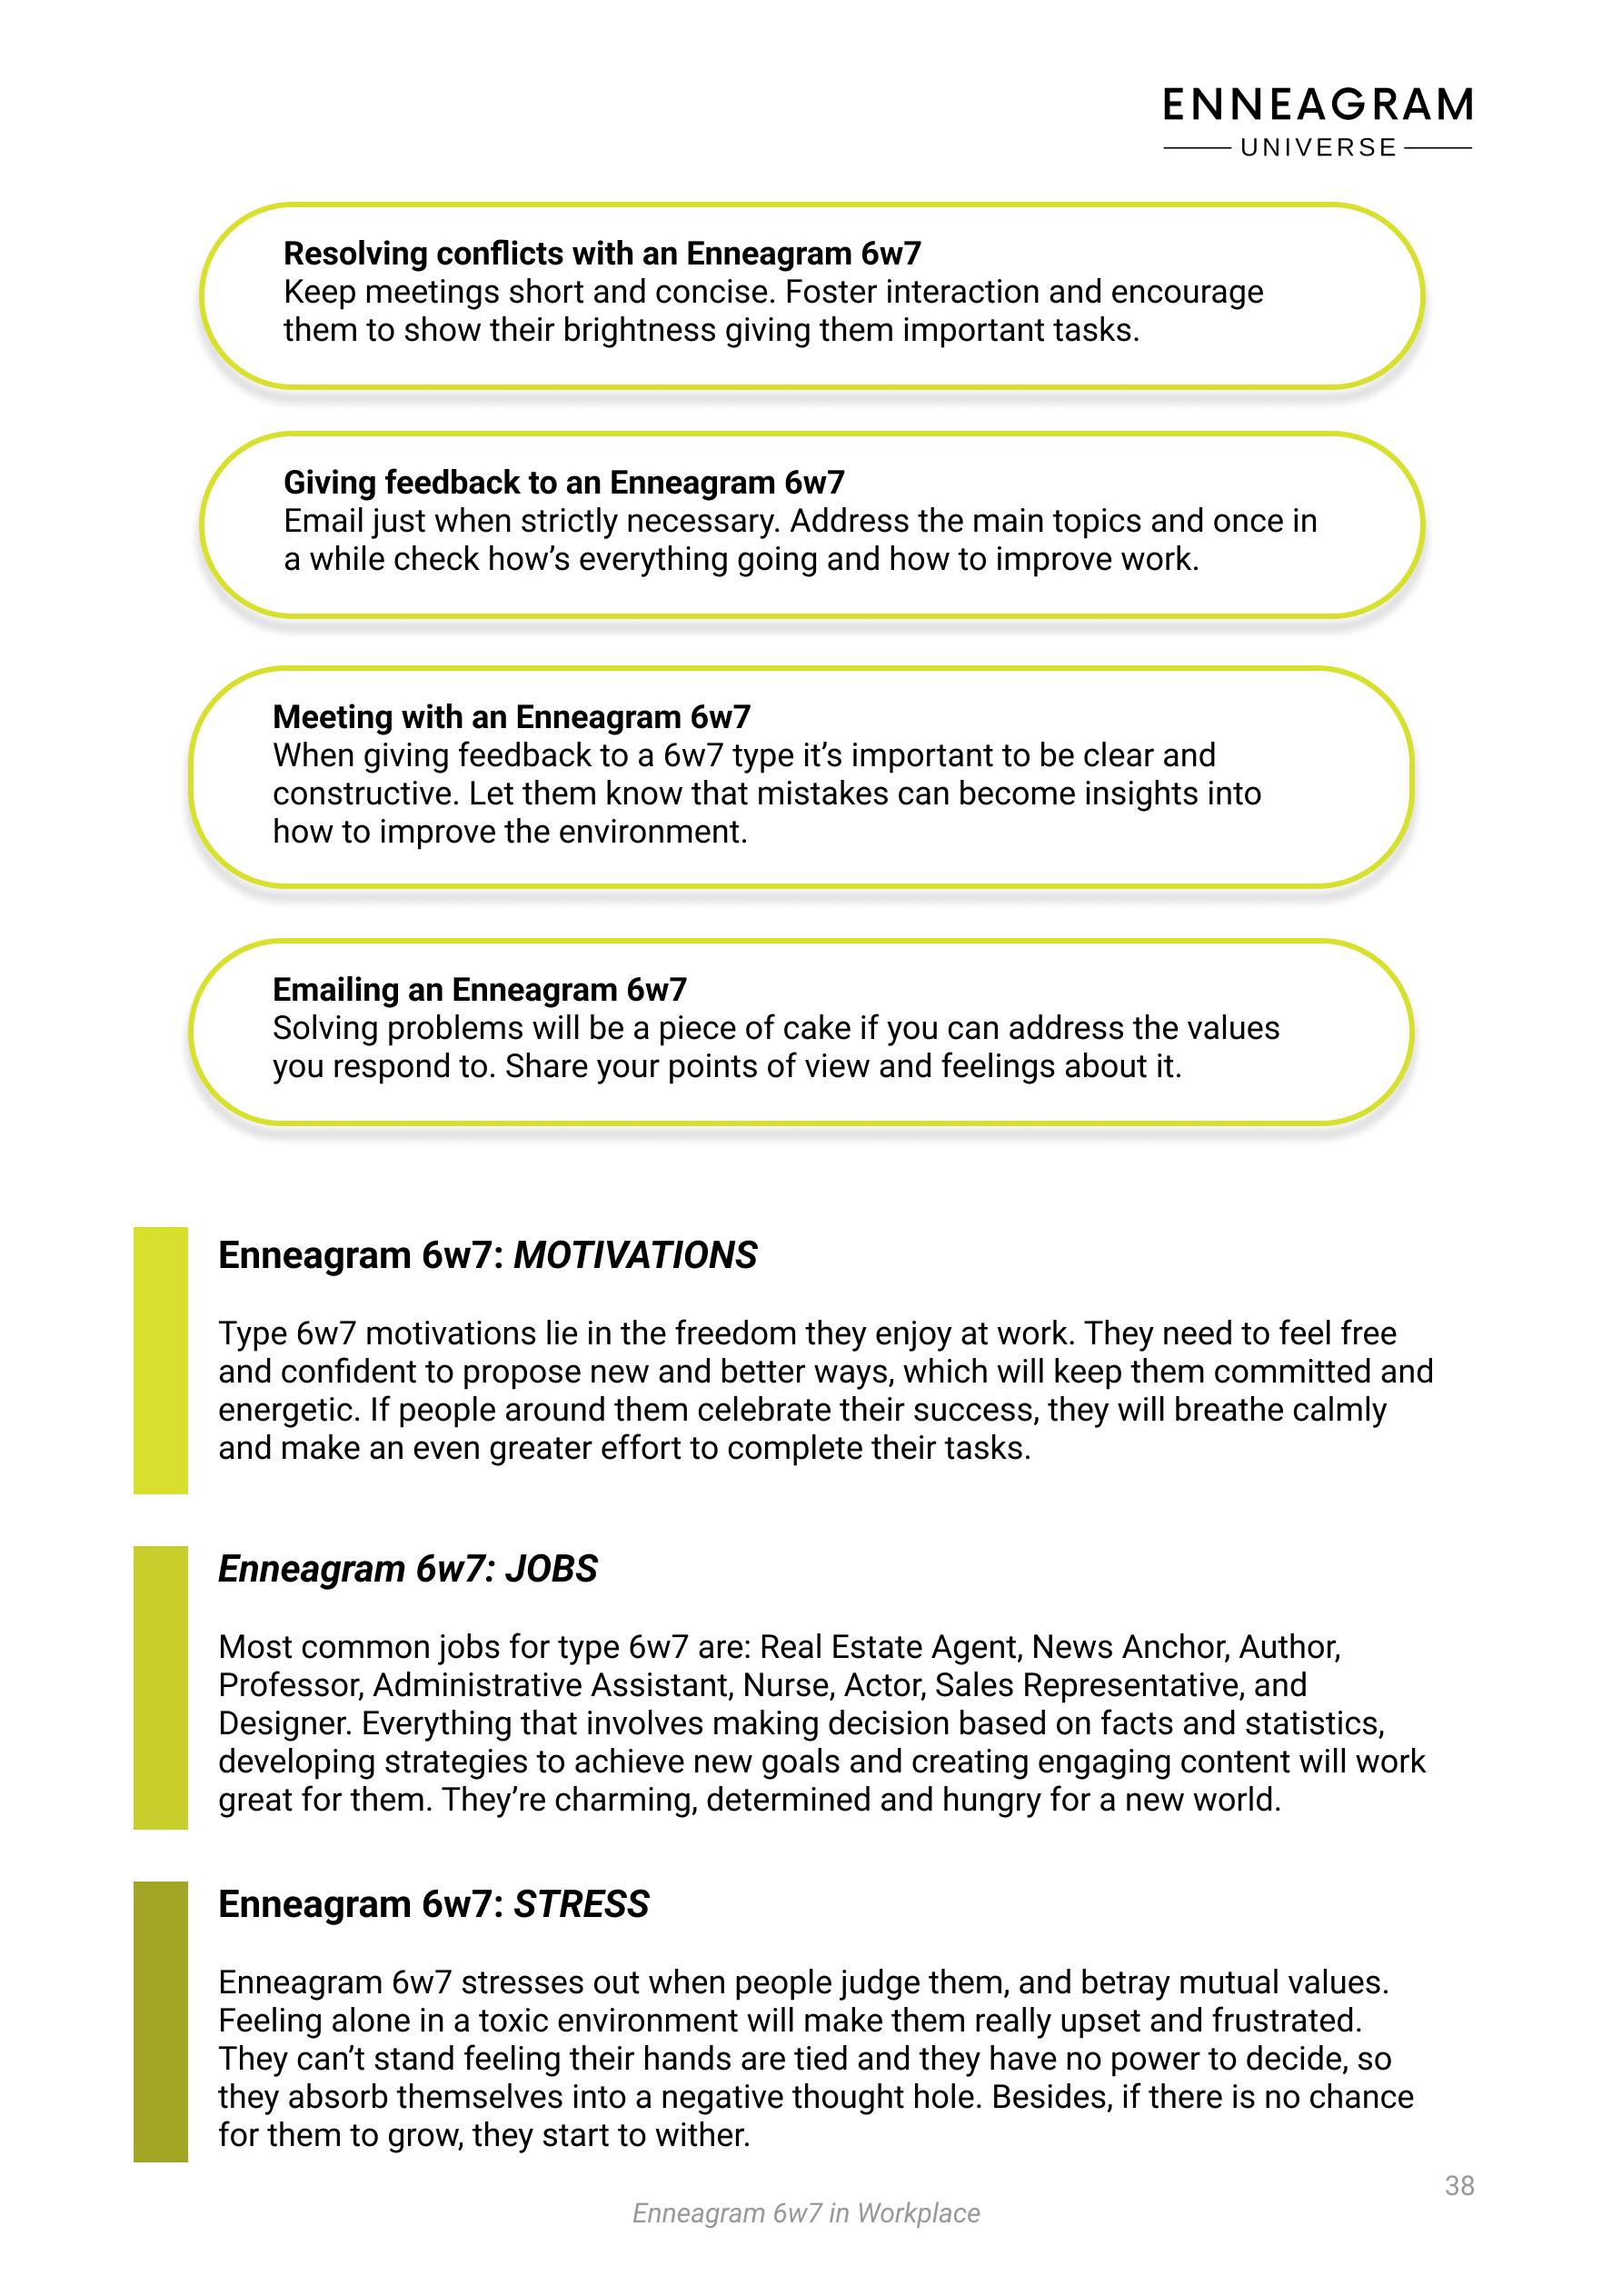 ENNEAGRAM
UNIVERSE
Resolving conflicts with an Enneagram 6w7
Keep meetings short and concise. Foster interaction and encourage
them to show their brightness giving them important tasks.
Giving feedback to an Enneagram 6w7
Email just when strictly necessary. Address the main topics and once in
a while check how’s everything going and how to improve work.
Meeting with an Enneagram 6w7
When giving feedback to a 6w7 type it’s important to be clear and
constructive. Let them know that mistakes can become insights into
how to improve the environment.
Emailing an Enneagram 6w7
Solving problems will be a piece of cake if you can address the values
you respond to. Share your points of view and feelings about it.
Enneagram 6w7: MOTIVATIONS
Type 6w7 motivations lie in the freedom they enjoy at work. They need to feel free
and confident to propose new and better ways, which will keep them committed and
energetic. If people around them celebrate their success, they will breathe calmly
and make an even greater effort to complete their tasks.
Enneagram 6w7: JOBS
Most common jobs for type 6w7 are: Real Estate Agent, News Anchor, Author,
Professor, Administrative Assistant, Nurse, Actor, Sales Representative, and
Designer. Everything that involves making decision based on facts and statistics,
developing strategies to achieve new goals and creating engaging content will work
great for them. They’re charming, determined and hungry for a new world.
Enneagram 6w7: STRESS
Enneagram 6w7 stresses out when people judge them, and betray mutual values.
Feeling alone in a toxic environment will make them really upset and frustrated.
They can’t stand feeling their hands are tied and they have no power to decide, so
they absorb themselves into a negative thought hole. Besides, if there is no chance
for them to grow, they start to wither.
38
Enneagram 6w7 in Workplace